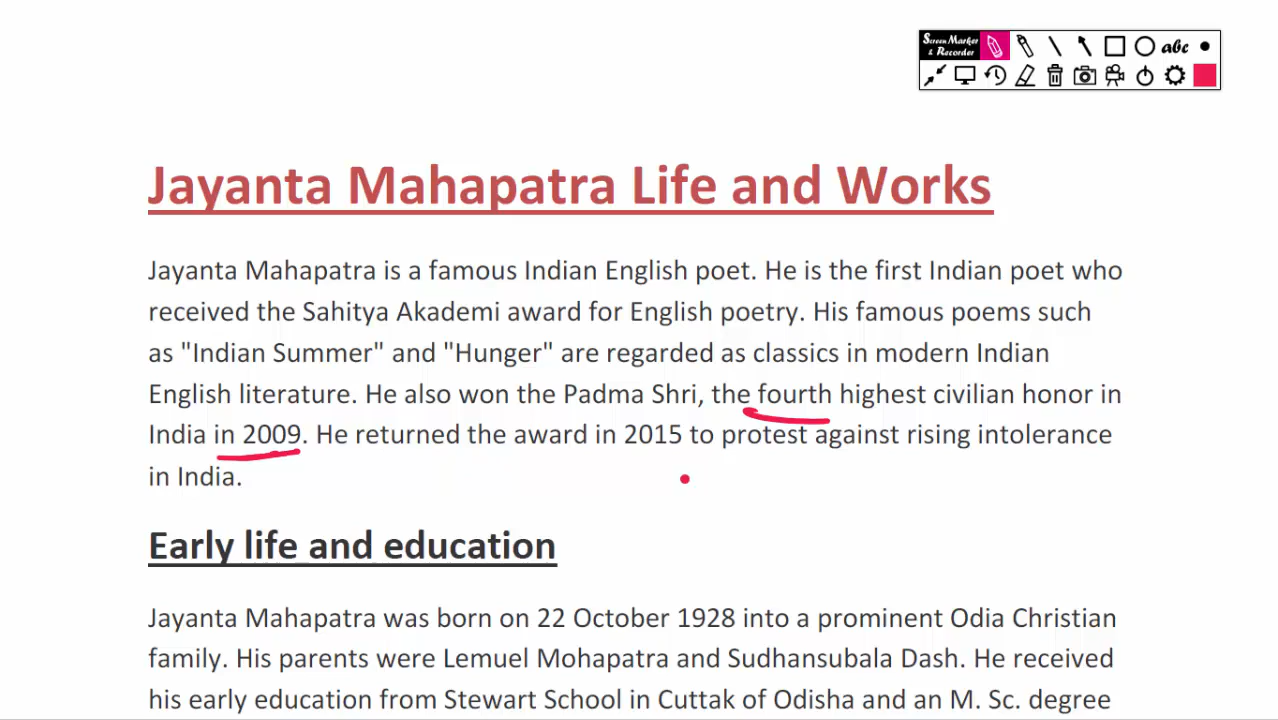 Screen Marker
& Recorder
abc
Jayanta Mahapatra Life and Works
Jayanta Mahapatra is a famous Indian English poet. He is the first Indian poet who
received the Sahitya Akademi award for English poetry. His famous poems such
as "Indian Summer" and "Hunger" are regarded as classics in modern Indian
English literature. He also won the Padma Shri, the fourth highest civilian honor in
India in 2009. He returned the award in 2015 to protest against rising intolerance
in India.
Early life and education
Jayanta Mahapatra was born on 22 October 1928 into a prominent Odia Christian
family. His parents were Lemuel Mohapatra and Sudhansubala Dash. He received
his early education from Stewart School in Cuttak of Odisha and an M. Sc. degree